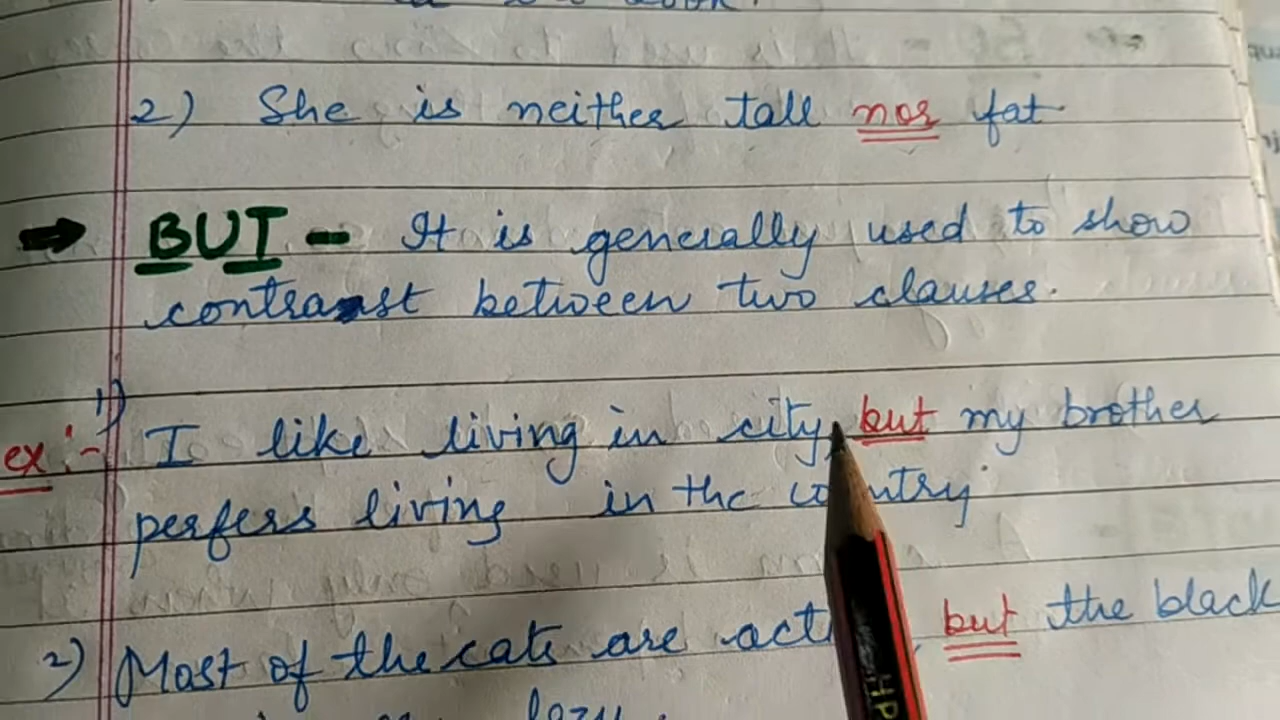 2) She is neither tall nor fat
➡ BUT - It is generally used to show
contrast between two clauses.
1)
ex:- I like living in city, but my brother
perfers living in the country
2) Most of the cats are , but the black
lazy.
HP